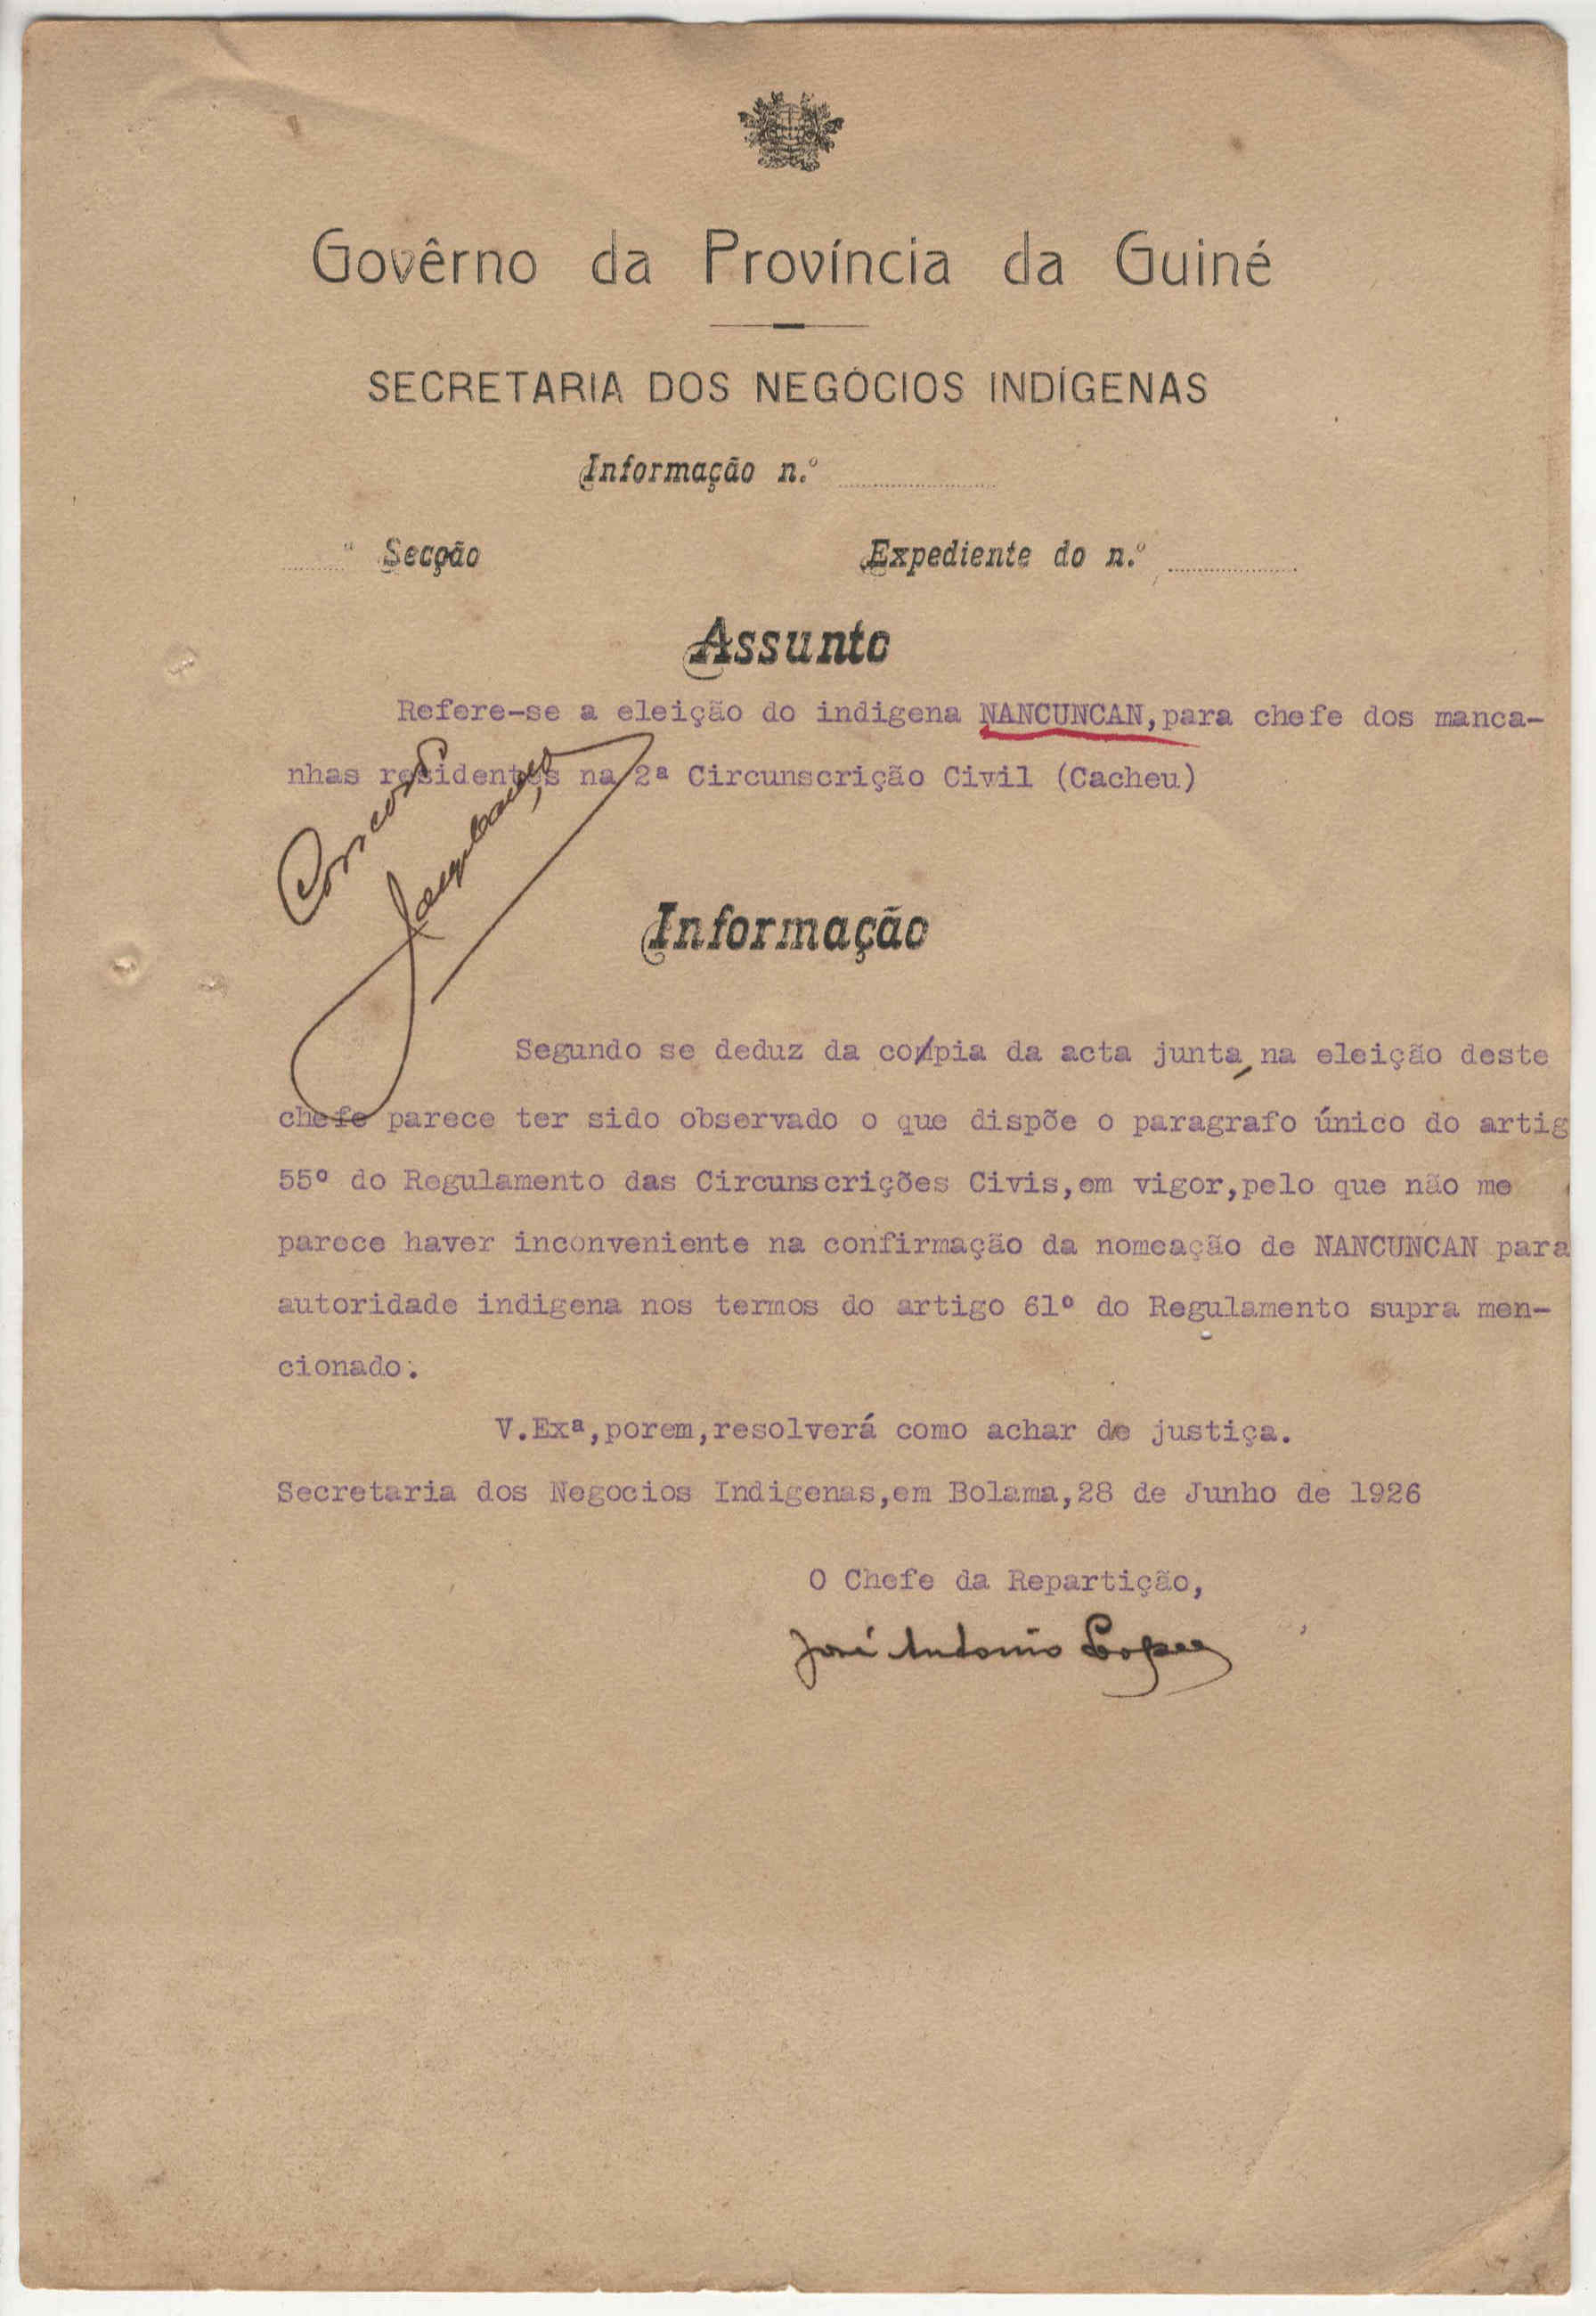 Govêrno da Província da Guiné
SECRETARIA DOS NEGÓCIOS INDÍGENAS
Informação n.º
ª Secção Expediente do n.º
Assunto
Refere-se a eleição do indigena NANCUNCAN,para chefe dos manca-
nhas residentes na 2ª Circunscrição Civil (Cacheu)
Informação
Segundo se deduz da copia da acta junta,na eleição deste
chefe parece ter sido observado o que dispõe o paragrafo único do artig
55º do Regulamento das Circunscrições Civis,em vigor,pelo que não me
parece haver inconveniente na confirmação da nomeação de NANCUNCAN para
autoridade indigena nos termos do artigo 61º do Regulamento supra men-
cionado.
V.Exª,porem,resolverá como achar de justiça.
Secretaria dos Negocios Indigenas,em Bolama,28 de Junho de 1926
O Chefe da Repartição,
José Antonio Lopes